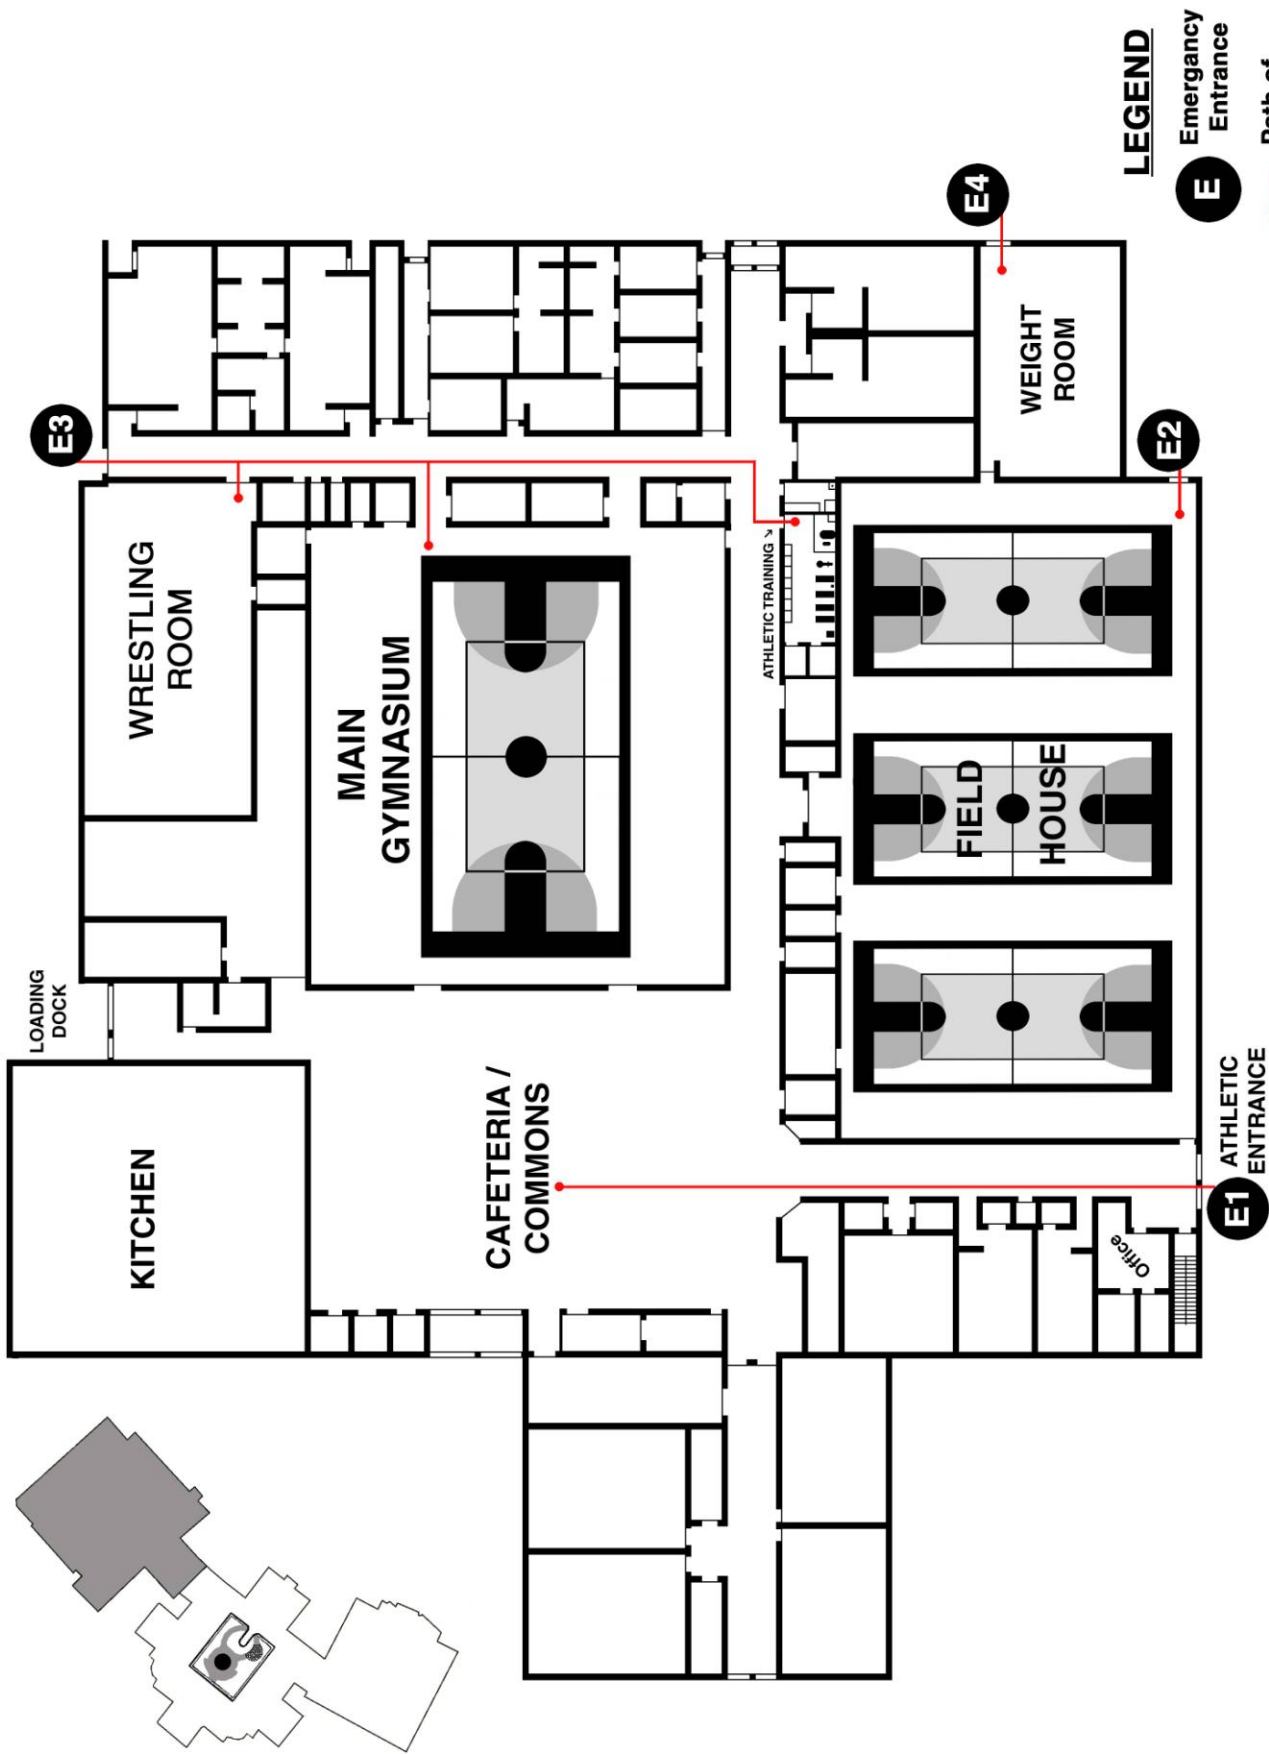 LOADING
DOCK
KITCHEN
WRESTLING
ROOM
E3
MAIN
GYMNASIUM
CAFETERIA /
COMMONS
ATHLETIC TRAINING ↘
FIELD
HOUSE
WEIGHT
ROOM
E4
E2
Office
E1
ATHLETIC
ENTRANCE
LEGEND
E
Emergancy
Entrance